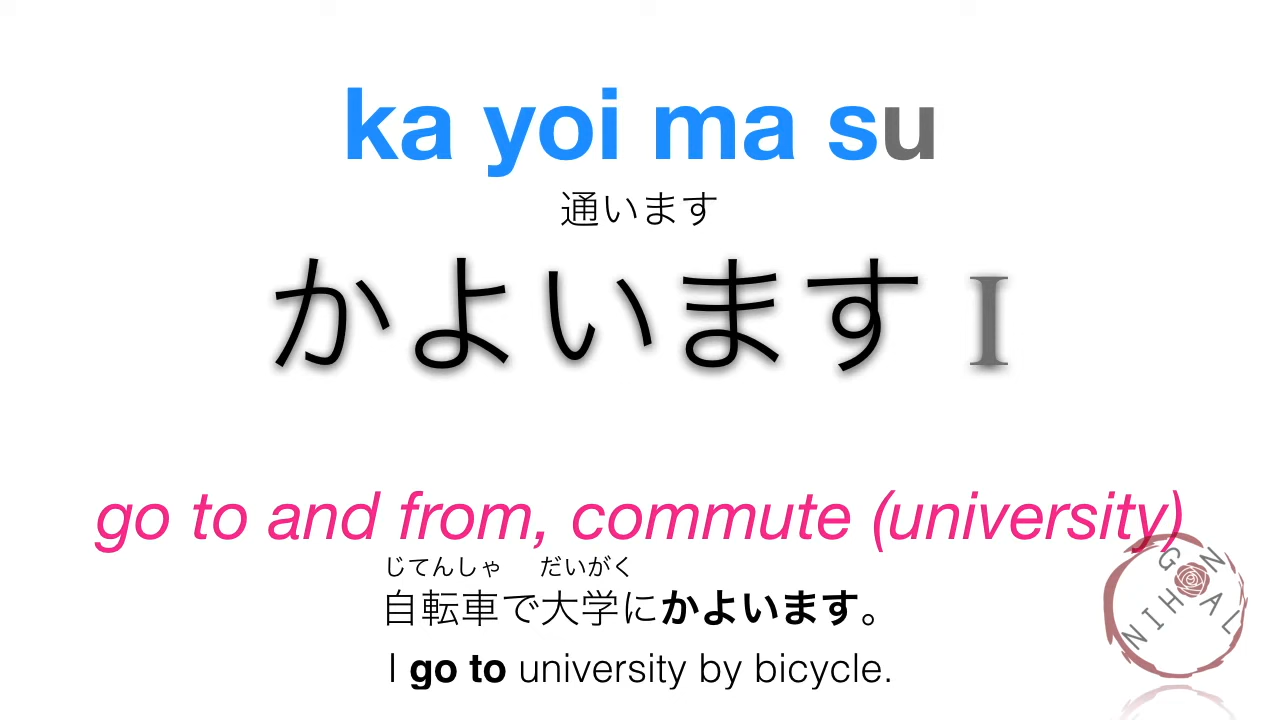 ka yoi ma su
通います
かよいます I
go to and from, commute (university)
じてんしゃ だいがく
自転車で大学にかよいます。
I go to university by bicycle.
NIHONGONAL